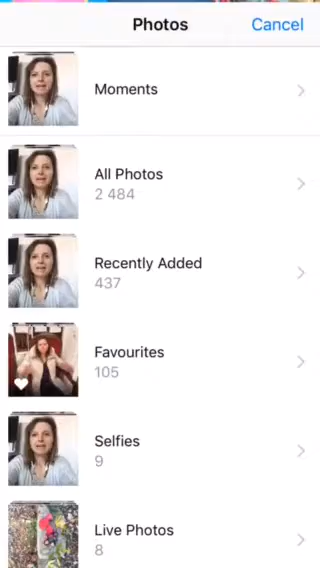 Photos Cancel
Moments
All Photos
2 484
Recently Added
437
Favourites
105
Selfies
9
Live Photos
8